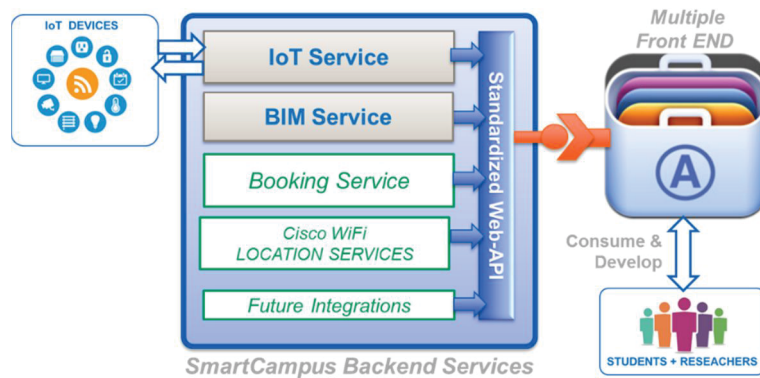 IoT DEVICES
IoT Service
BIM Service
Booking Service
Cisco WiFi
LOCATION SERVICES
Future Integrations
Standardized Web-API
SmartCampus Backend Services
Multiple
Front END
A
Consume &
Develop
STUDENTS + RESEACHERS